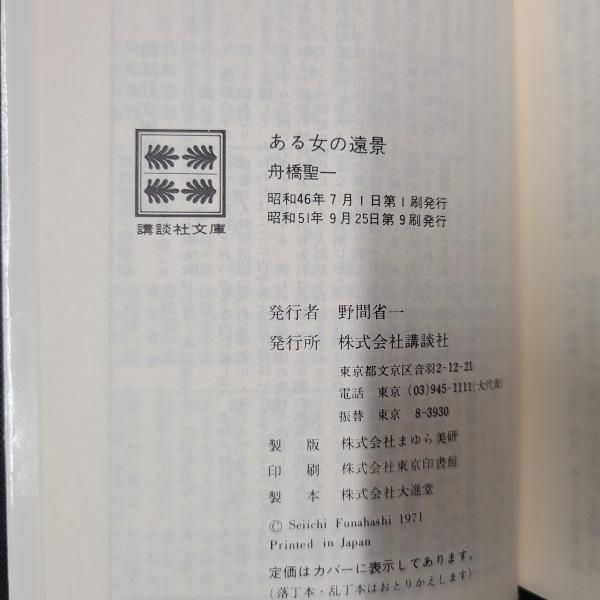 ある女の遠景
舟橋聖一
昭和46年7月1日第1刷発行
昭和51年9月25日第9刷発行
講談社文庫
発行者 野間省一
発行所 株式会社講談社
東京都文京区音羽2-12-21
電話 東京 (03)945-1111(大代表)
振替 東京 8-3930
製版 株式会社まゆら美研
印刷 株式会社東京印書館
製本 株式会社大進堂
© Seiichi Funahashi 1971
Printed in Japan
定価はカバーに表示してあります。
(落丁本・乱丁本はおとりかえします)